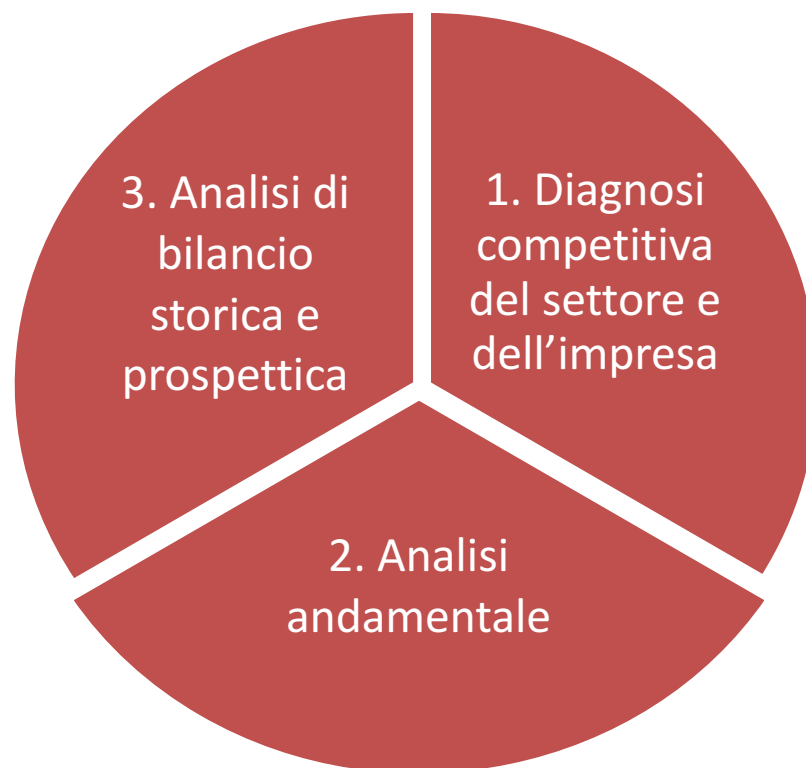 1. Diagnosi
competitiva
del settore e
dell’impresa
2. Analisi
andamentale
3. Analisi di
bilancio
storica e
prospettica